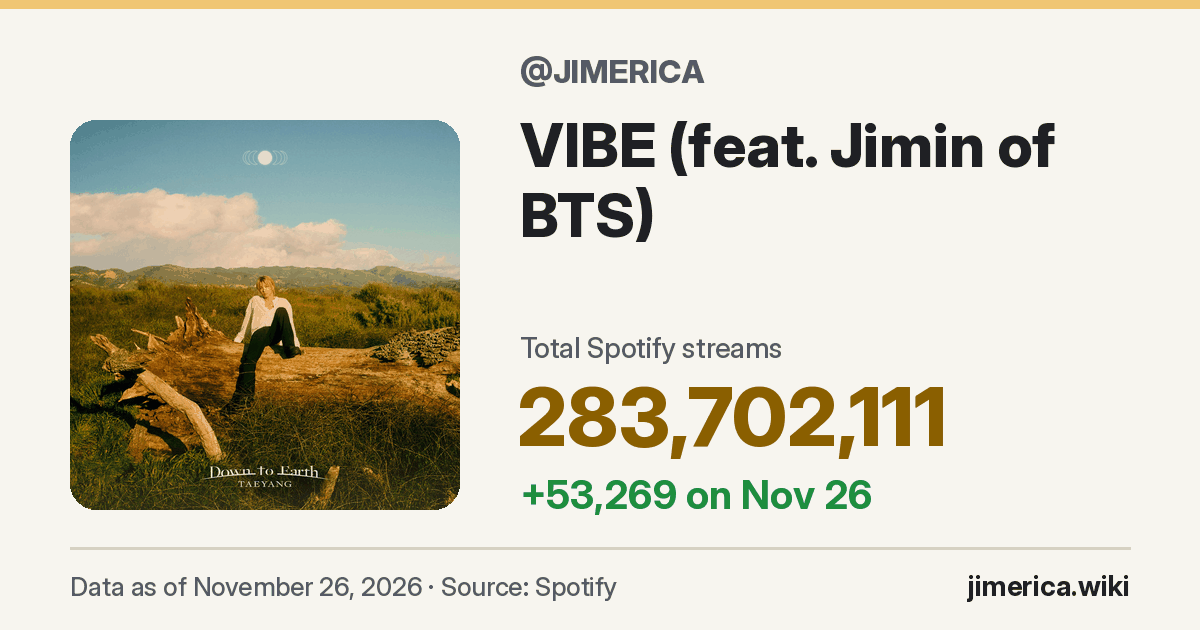 @JIMERICA
VIBE (feat. Jimin of
BTS)
Total Spotify streams
283,702,111
+53,269 on Nov 26
Down to Earth
TAEYANG
Data as of November 26, 2026 · Source: Spotify
jimerica.wiki